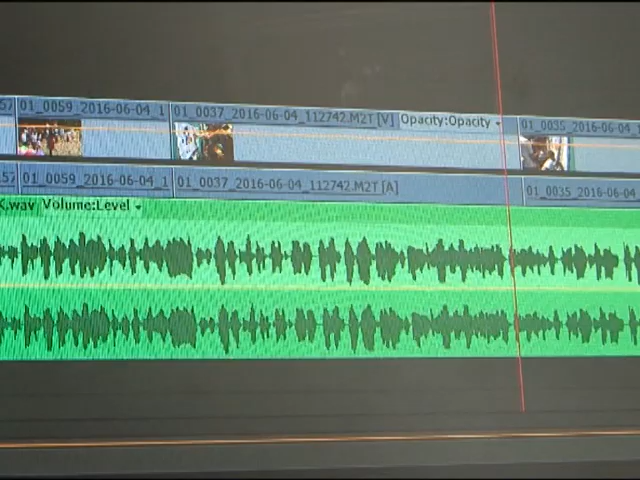 57 01_0059_2016-06-04_1 01_0037_2016-06-04_112742.M2T [V] Opacity:Opacity 01_0035_2016-06-04
57 01_0059_2016-06-04_1 01_0037_2016-06-04_112742.M2T [A] 01_0035_2016-06-04
K.wav Volume:Level